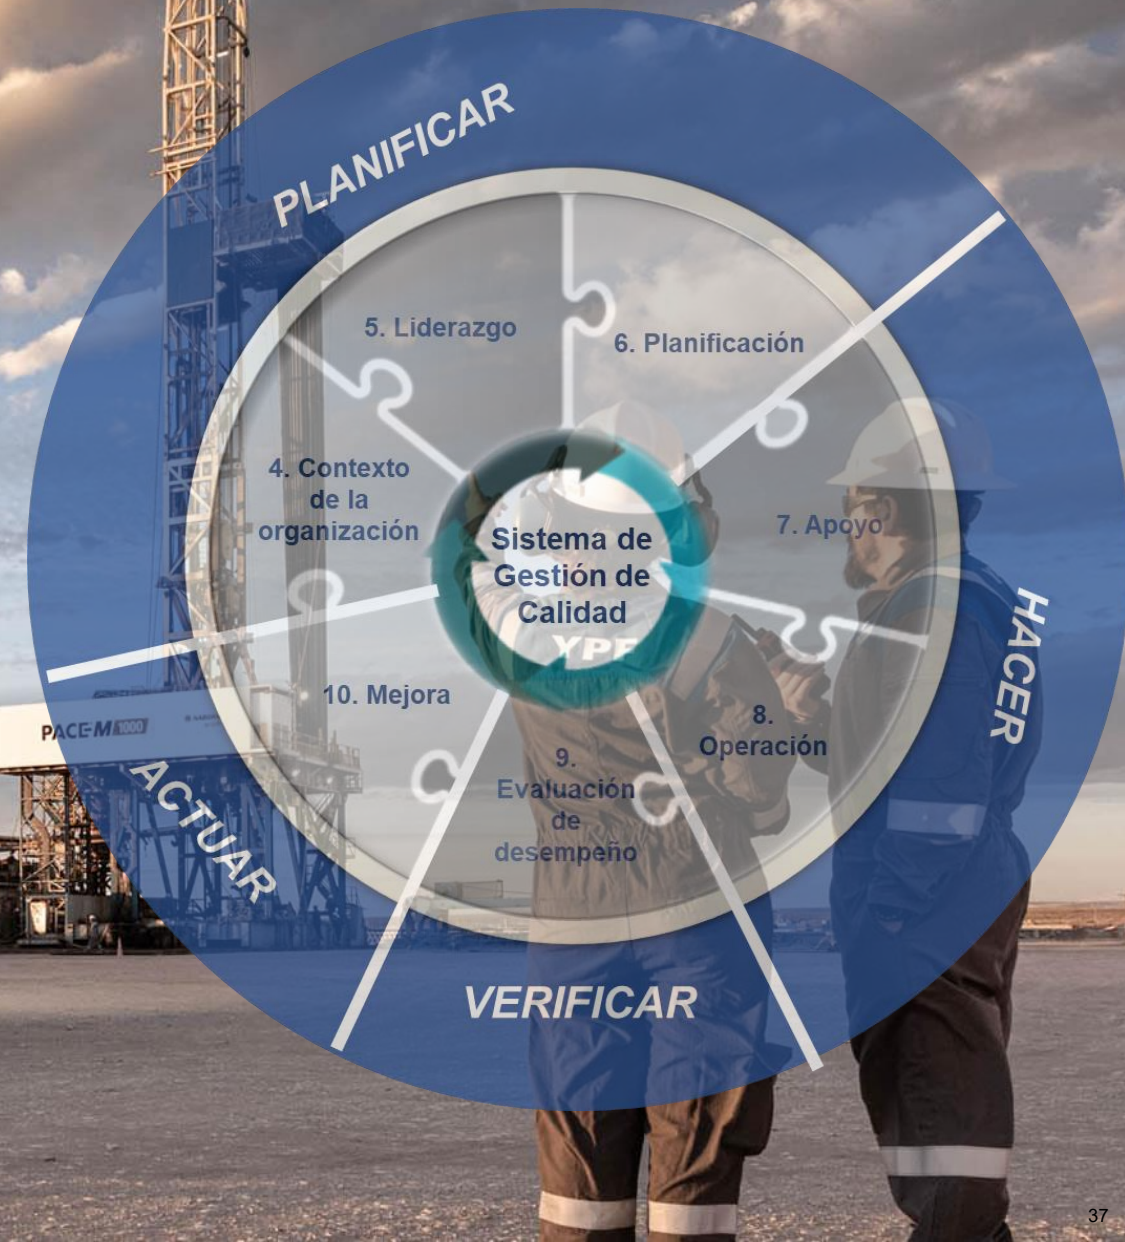 PLANIFICAR
5. Liderazgo
6. Planificación
4. Contexto
de la
organización
7. Apoyo
Sistema de
Gestión de
Calidad
YPF
HACER
10. Mejora
8.
Operación
PACE-M 1000
9.
Evaluación
de
desempeño
ACTUAR
VERIFICAR
37